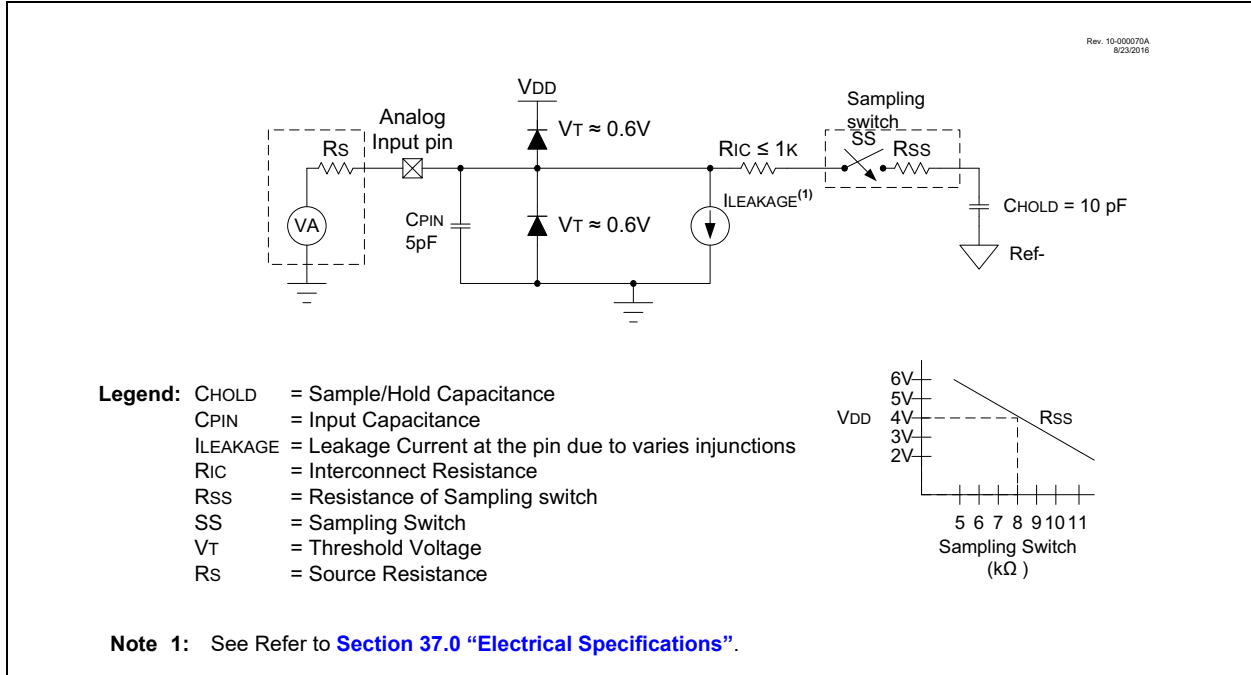 Rev. 10-000070A
8/23/2016
VDD
Analog
Input pin
VT ≈ 0.6V
Sampling
switch
SS
RSS
RS
RIC ≤ 1K
VA
CPIN
5pF
VT ≈ 0.6V
ILEAKAGE(1)
CHOLD = 10 pF
Ref-
Legend: CHOLD = Sample/Hold Capacitance
CPIN = Input Capacitance
ILEAKAGE = Leakage Current at the pin due to varies injunctions
RIC = Interconnect Resistance
RSS = Resistance of Sampling switch
SS = Sampling Switch
VT = Threshold Voltage
RS = Source Resistance
6V
5V
VDD 4V RSS
3V
2V
5 6 7 8 9 10 11
Sampling Switch
(kΩ )
Note 1: See Refer to Section 37.0 “Electrical Specifications”.